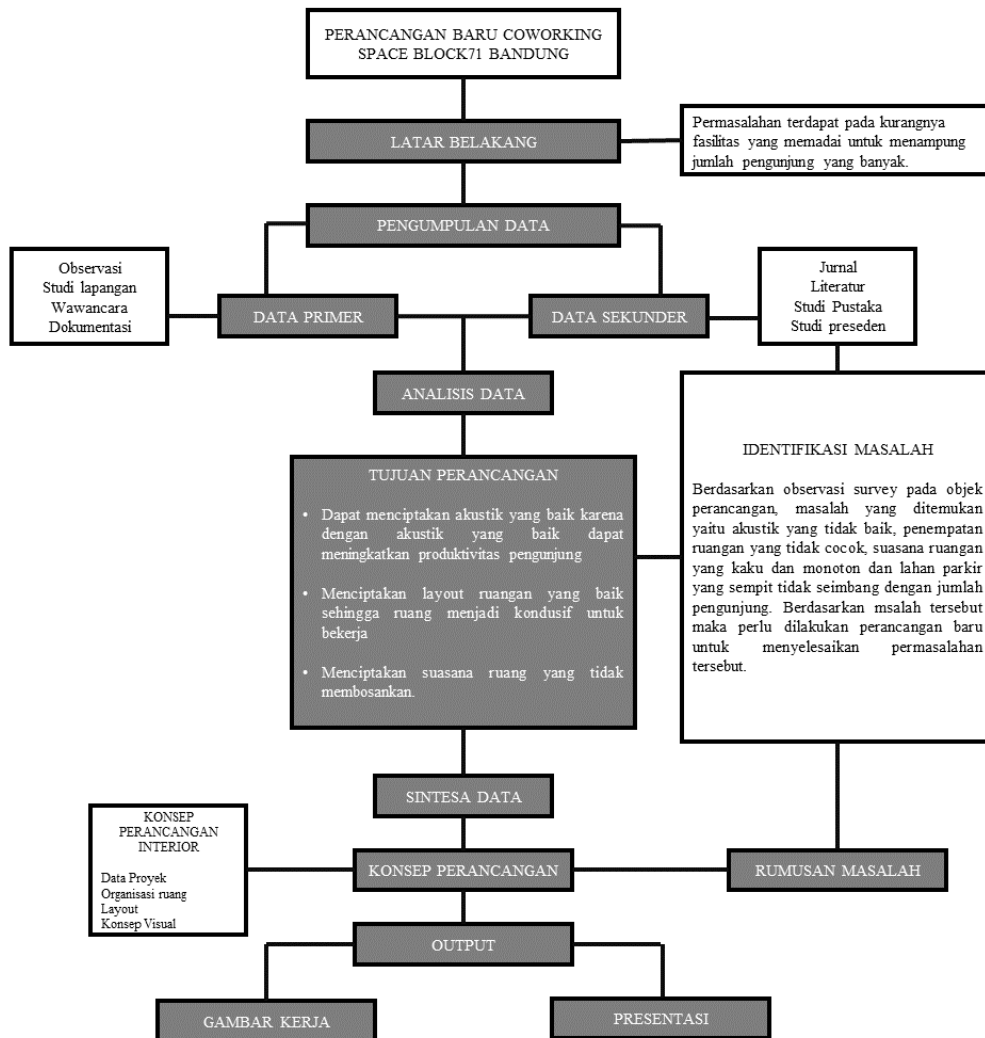 PERANCANGAN BARU COWORKING
SPACE BLOCK71 BANDUNG
LATAR BELAKANG
Permasalahan terdapat pada kurangnya
fasilitas yang memadai untuk menampung
jumlah pengunjung yang banyak.
PENGUMPULAN DATA
Observasi
Studi lapangan
Wawancara
Dokumentasi
DATA PRIMER
DATA SEKUNDER
Jurnal
Literatur
Studi Pustaka
Studi preseden
ANALISIS DATA
TUJUAN PERANCANGAN
• Dapat menciptakan akustik yang baik karena
dengan akustik yang baik dapat
meningkatkan produktivitas pengunjung
• Menciptakan layout ruangan yang baik
sehingga ruang menjadi kondusif untuk
bekerja
• Menciptakan suasana ruang yang tidak
membosankan.
IDENTIFIKASI MASALAH
Berdasarkan observasi survey pada objek
perancangan, masalah yang ditemukan
yaitu akustik yang tidak baik, penempatan
ruangan yang tidak cocok, suasana ruangan
yang kaku dan monoton dan lahan parkir
yang sempit tidak seimbang dengan jumlah
pengunjung. Berdasarkan msalah tersebut
maka perlu dilakukan perancangan baru
untuk menyelesaikan permasalahan
tersebut.
SINTESA DATA
KONSEP
PERANCANGAN
INTERIOR
Data Proyek
Organisasi ruang
Layout
Konsep Visual
KONSEP PERANCANGAN
RUMUSAN MASALAH
OUTPUT
GAMBAR KERJA
PRESENTASI